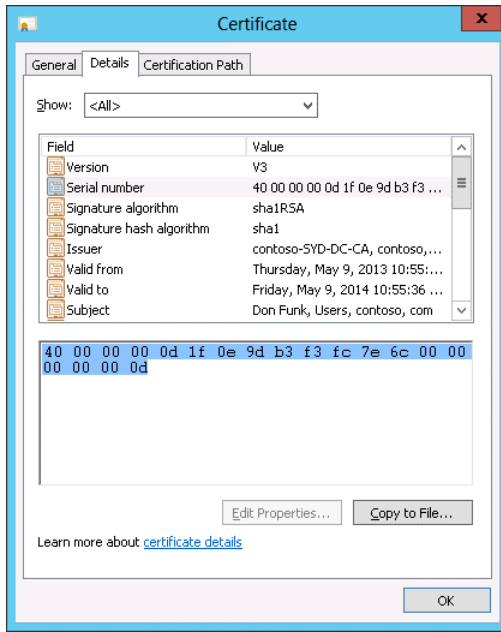 Certificate
x
General Details Certification Path
Show: <All>
Field Value
Version V3
Serial number 40 00 00 00 0d 1f 0e 9d b3 f3 ...
Signature algorithm sha1RSA
Signature hash algorithm sha1
Issuer contoso-SYD-DC-CA, contoso,...
Valid from Thursday, May 9, 2013 10:55:...
Valid to Friday, May 9, 2014 10:55:36 ...
Subject Don Funk, Users, contoso, com
40 00 00 00 0d 1f 0e 9d b3 f3 fc 7e 6c 00 00
00 00 00 0d
Edit Properties... Copy to File...
Learn more about certificate details
OK